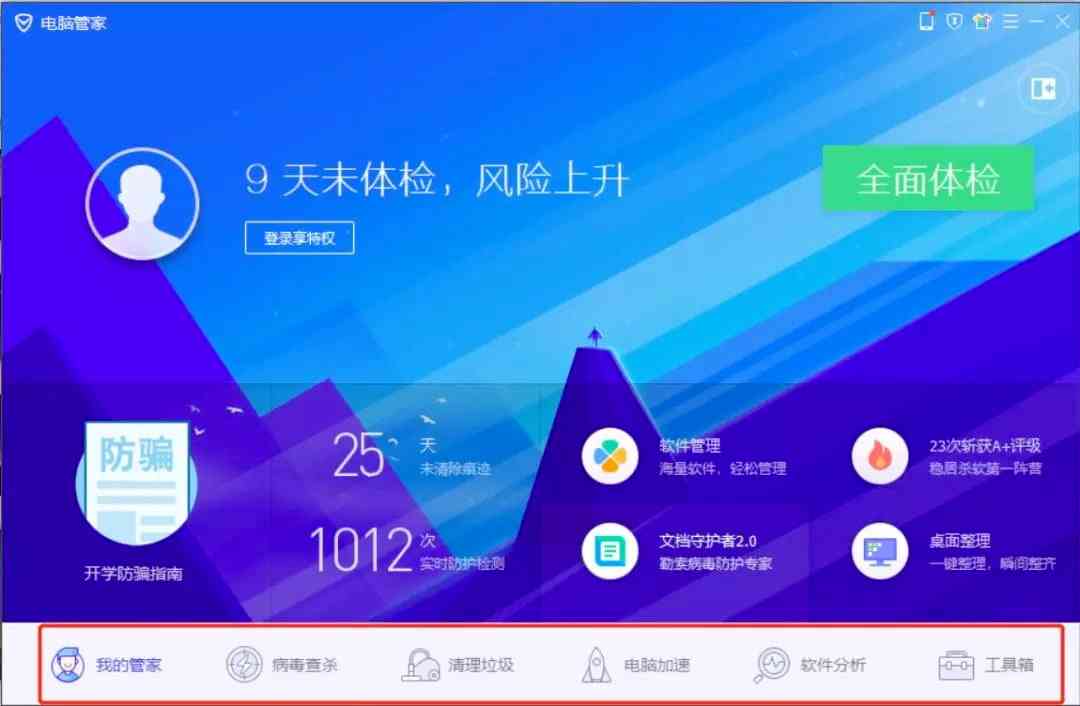 电脑管家
9 天未体检，风险上升
全面体检
登录享特权
防骗
开学防骗指南
25 天
未清除痕迹
1012 次
实时防护检测
软件管理
海量软件，轻松管理
23次斩获A+评级
稳居杀软第一阵营
文档守护者2.0
勒索病毒防护专家
桌面整理
一键整理，瞬间整齐
我的管家
病毒查杀
清理垃圾
电脑加速
软件分析
工具箱